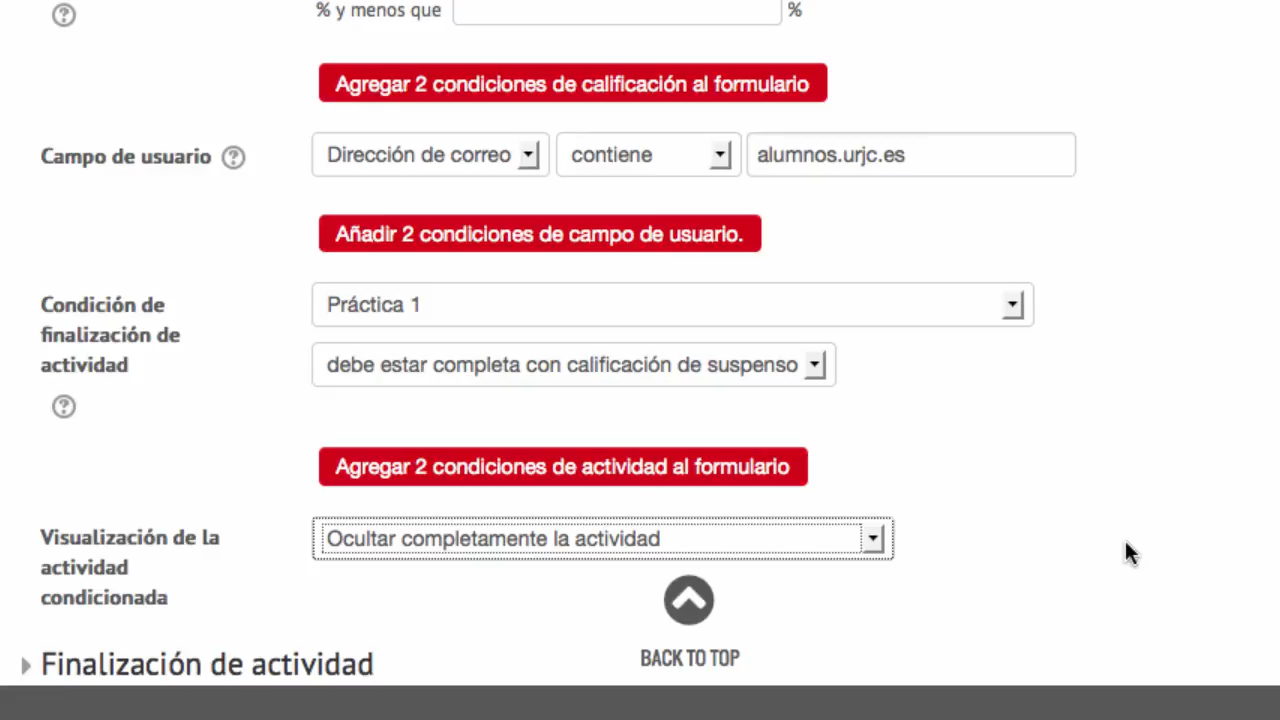 % y menos que %
Agregar 2 condiciones de calificación al formulario
Campo de usuario Dirección de correo contiene alumnos.urjc.es
Añadir 2 condiciones de campo de usuario.
Condición de
finalización de
actividad
Práctica 1
debe estar completa con calificación de suspenso
Agregar 2 condiciones de actividad al formulario
Visualización de la
actividad
condicionada
Ocultar completamente la actividad
BACK TO TOP
Finalización de actividad